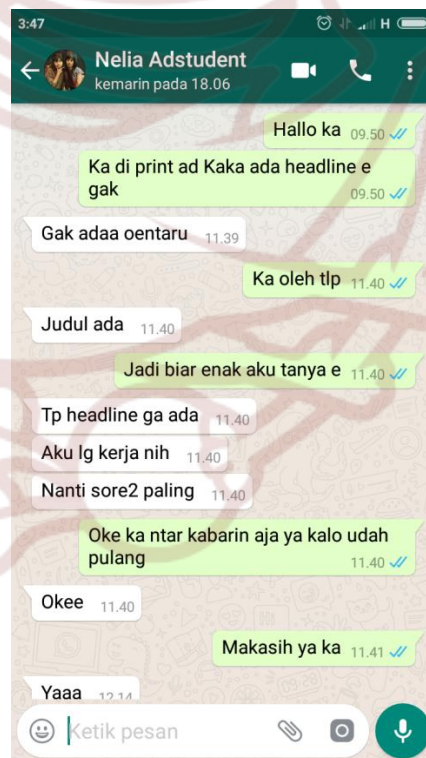 3:47 H
Nelia Adstudent
kemarin pada 18.06
Hallo ka 09.50
Ka di print ad Kaka ada headline e
gak 09.50
Gak adaa oentaru 11.39
Ka oleh tlp 11.40
Judul ada 11.40
Jadi biar enak aku tanya e 11.40
Tp headline ga ada 11.40
Aku lg kerja nih 11.40
Nanti sore2 paling 11.40
Oke ka ntar kabarin aja ya kalo udah
pulang 11.40
Okee 11.40
Makasih ya ka 11.41
Yaaa 12.14
Ketik pesan